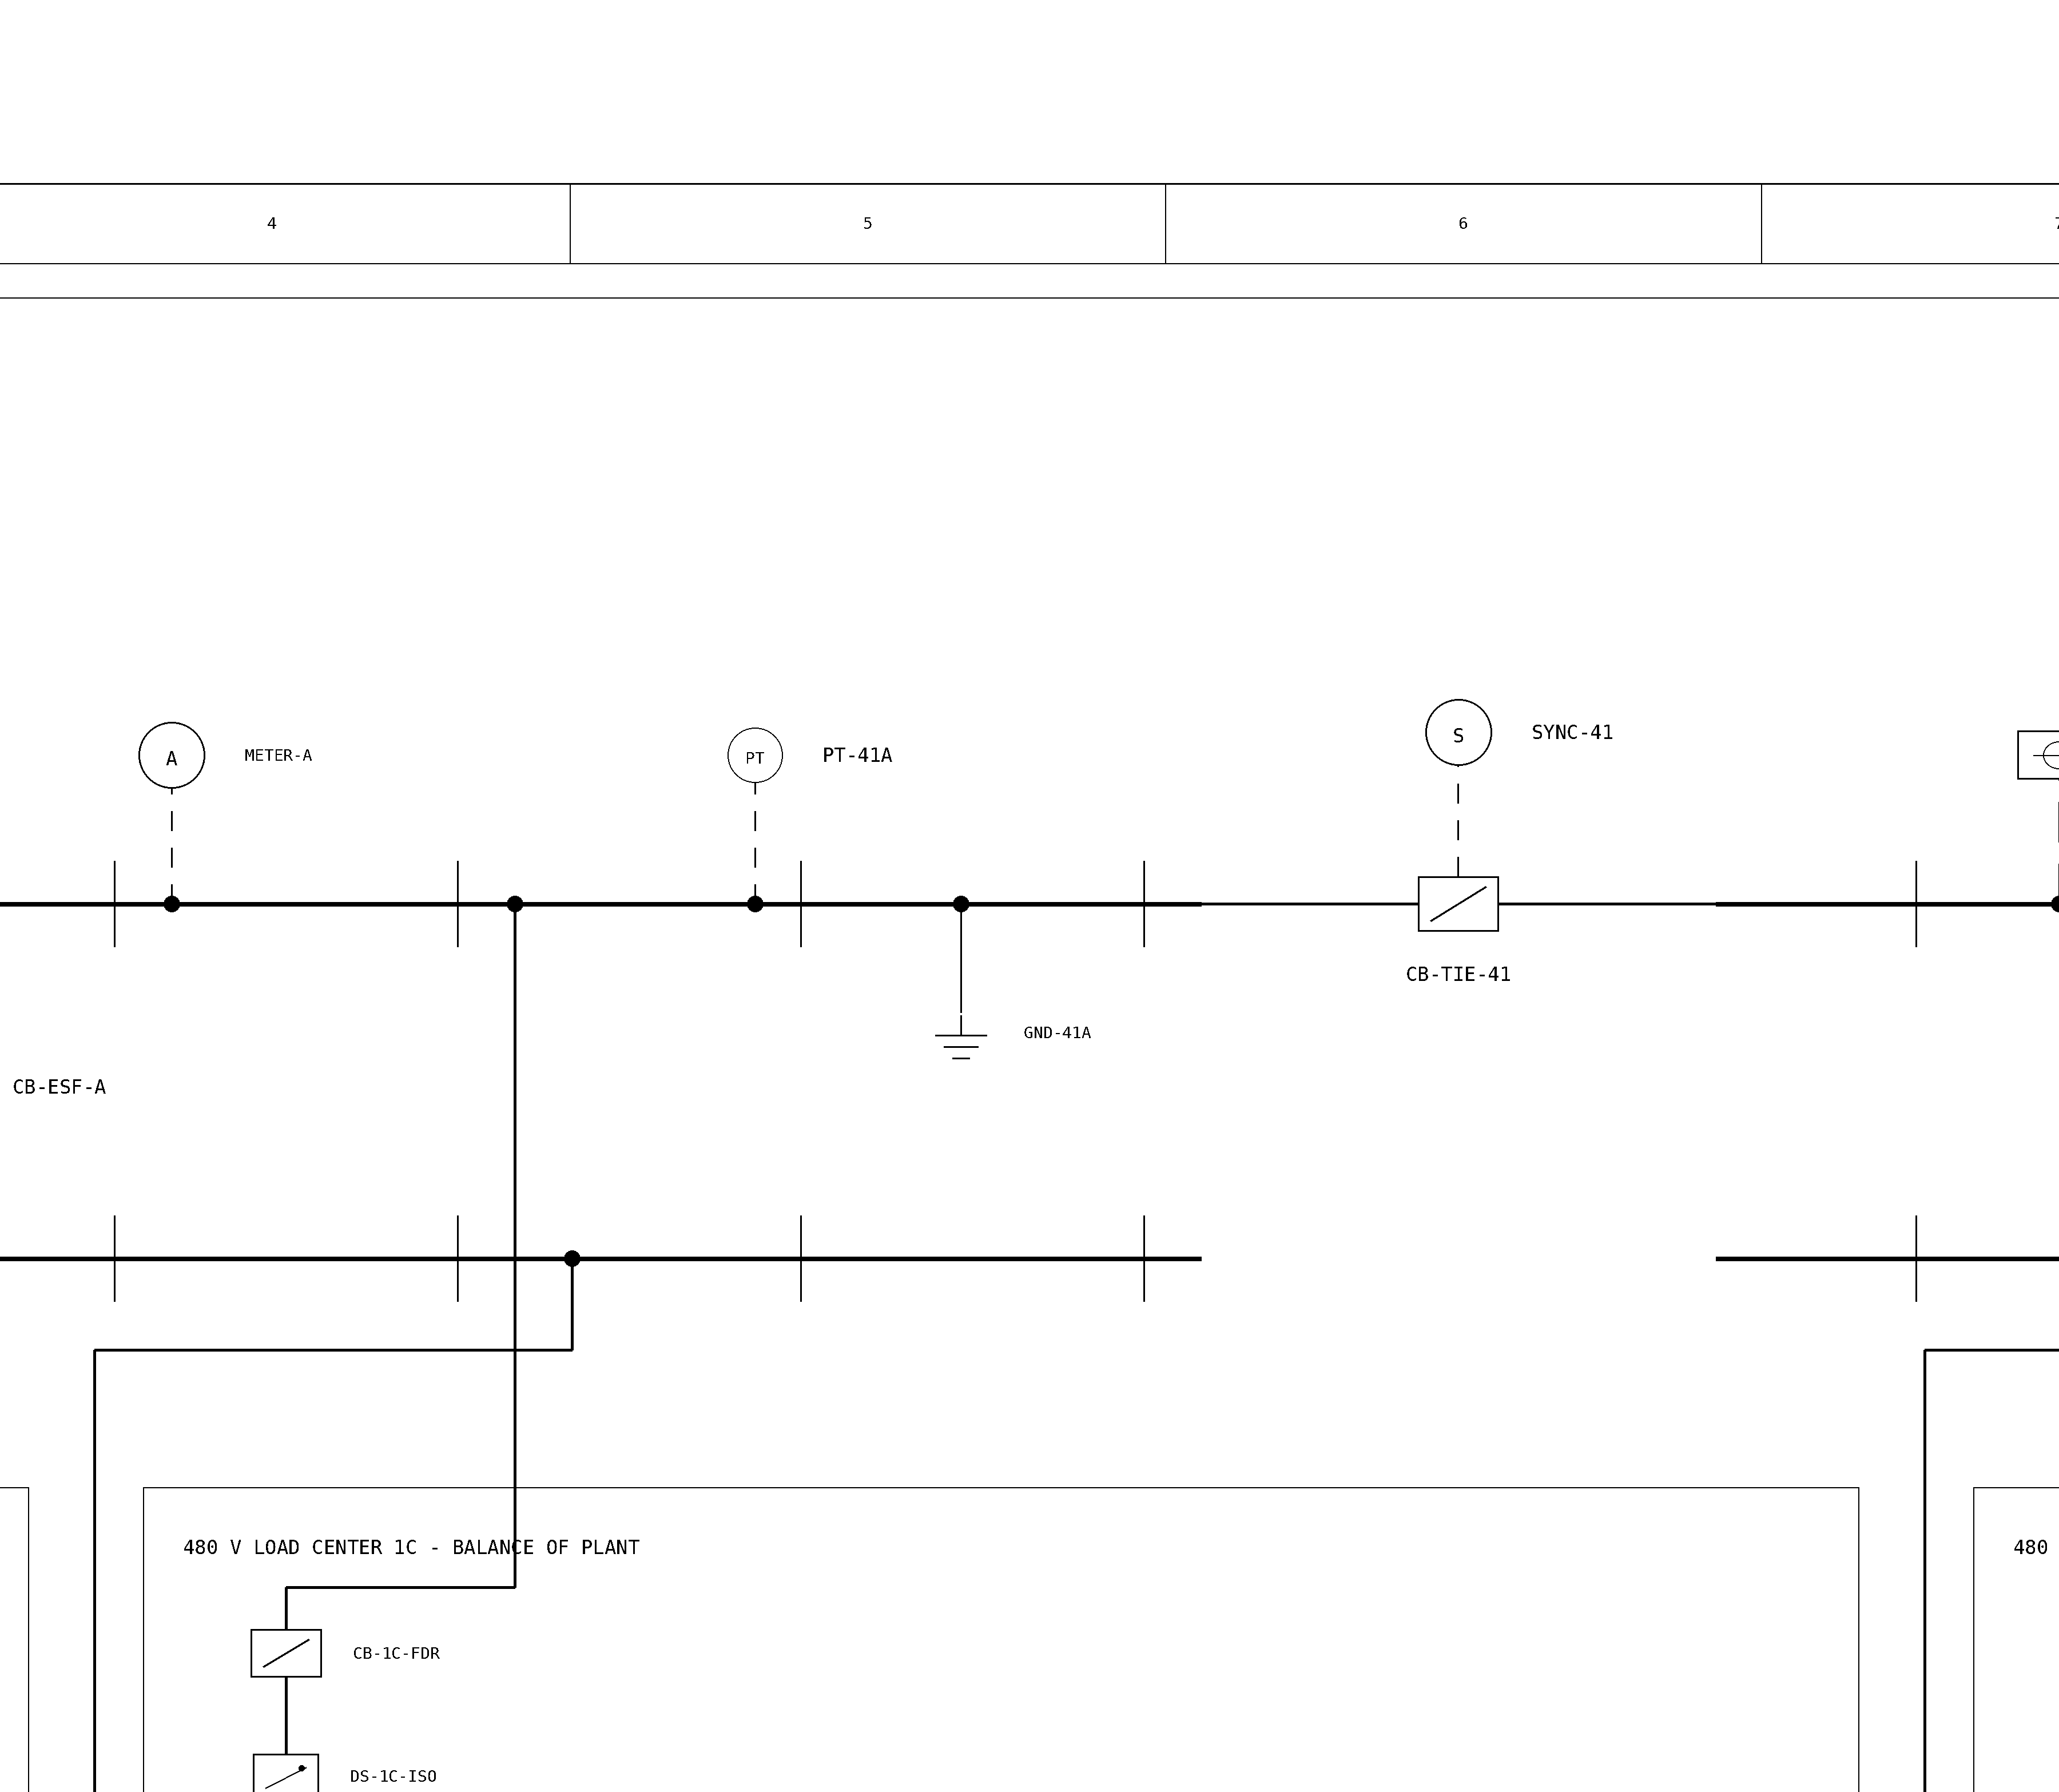 4 5 6 7
S SYNC-41
A METER-A PT PT-41A
CB-TIE-41
GND-41A
CB-ESF-A
480 V LOAD CENTER 1C - BALANCE OF PLANT 480
CB-1C-FDR
DS-1C-ISO